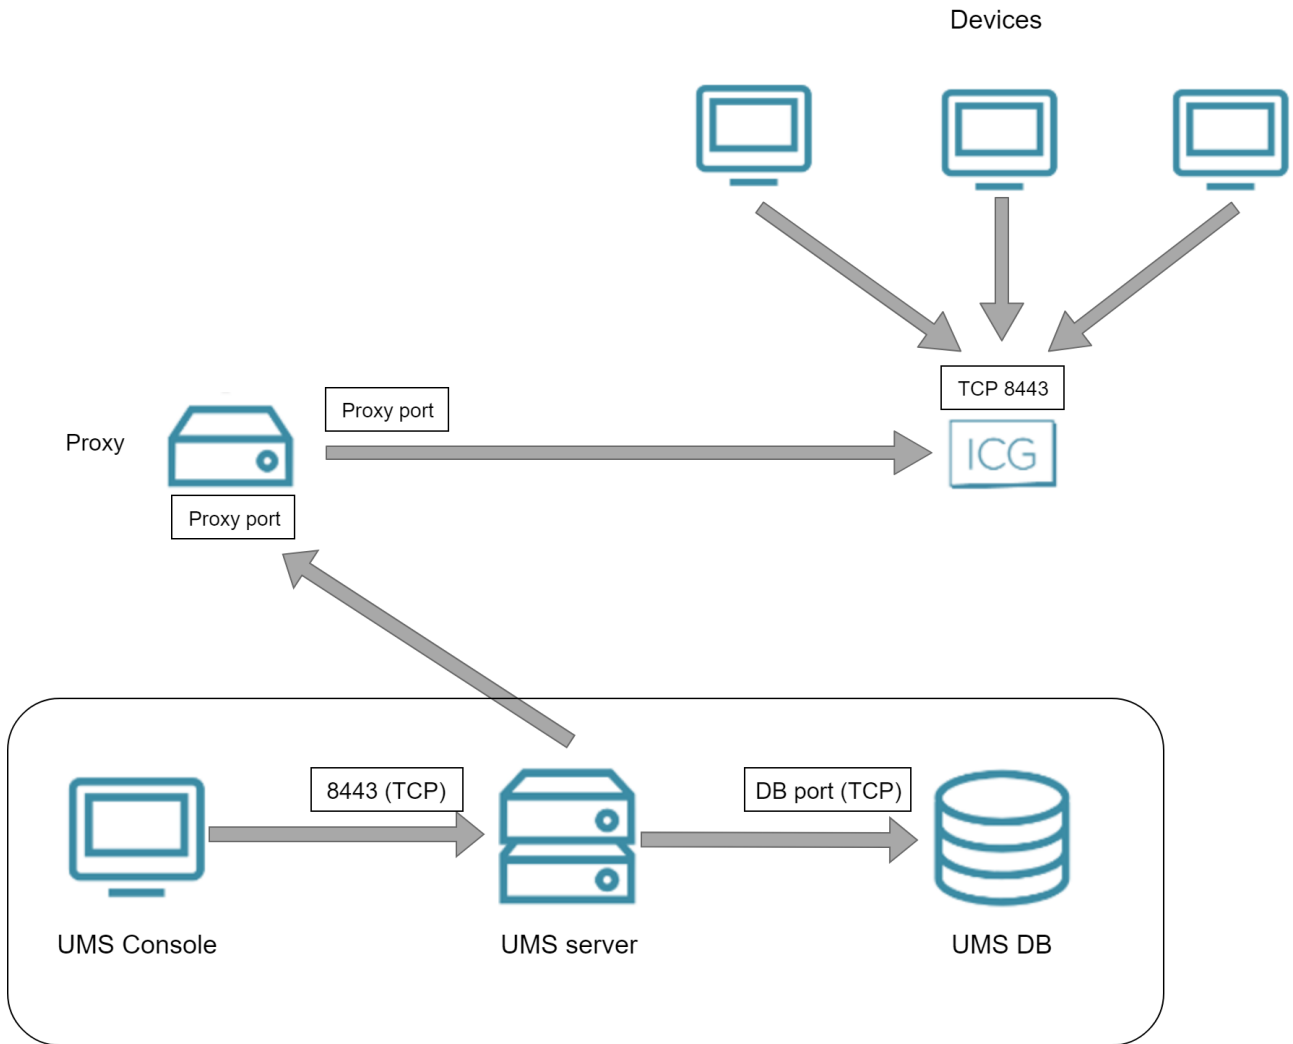 Devices
TCP 8443
Proxy port
Proxy
ICG
Proxy port
8443 (TCP)
DB port (TCP)
UMS Console
UMS server
UMS DB